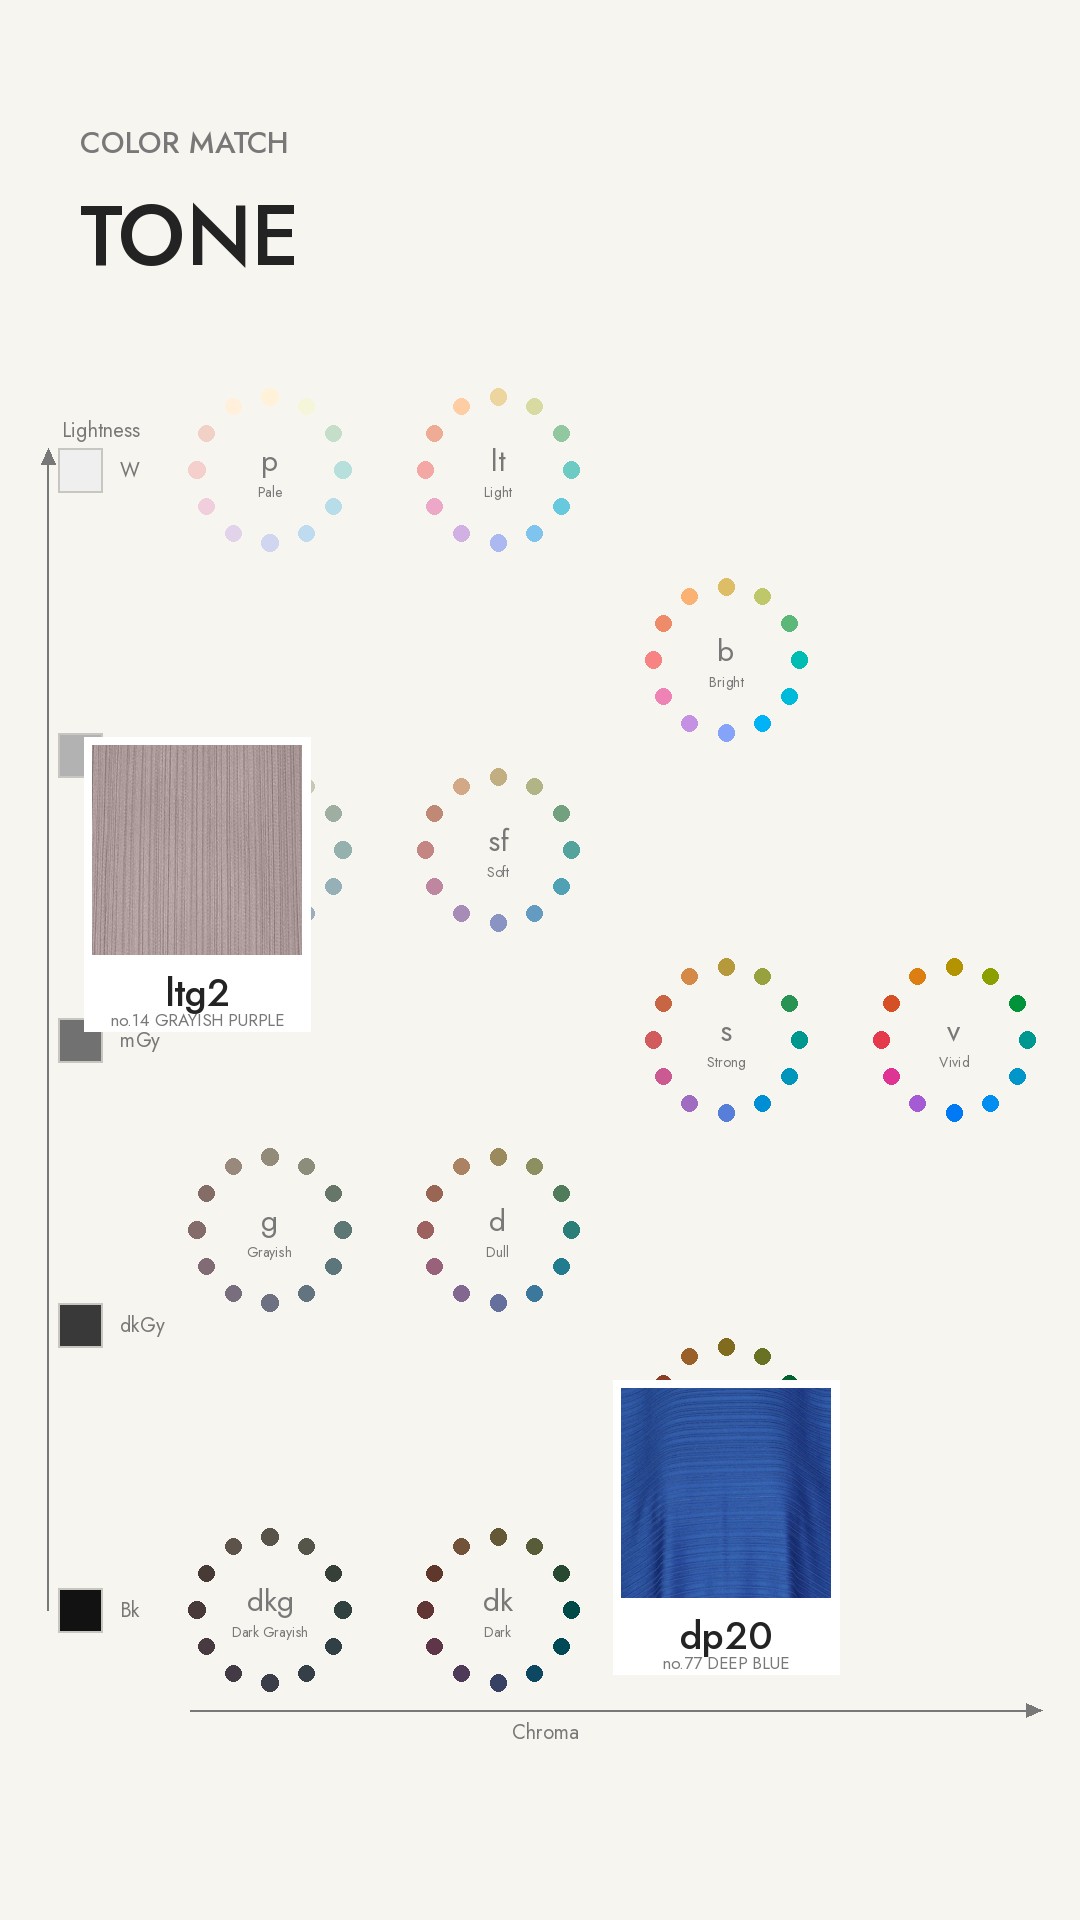 COLOR MATCH
TONE
Lightness
W
p
Pale
lt
Light
b
Bright
sf
Soft
ltg2
no.14 GRAYISH PURPLE
mGy
s
Strong
v
Vivid
g
Grayish
d
Dull
dkGy
Bk
dkg
Dark Grayish
dk
Dark
dp20
no.77 DEEP BLUE
Chroma